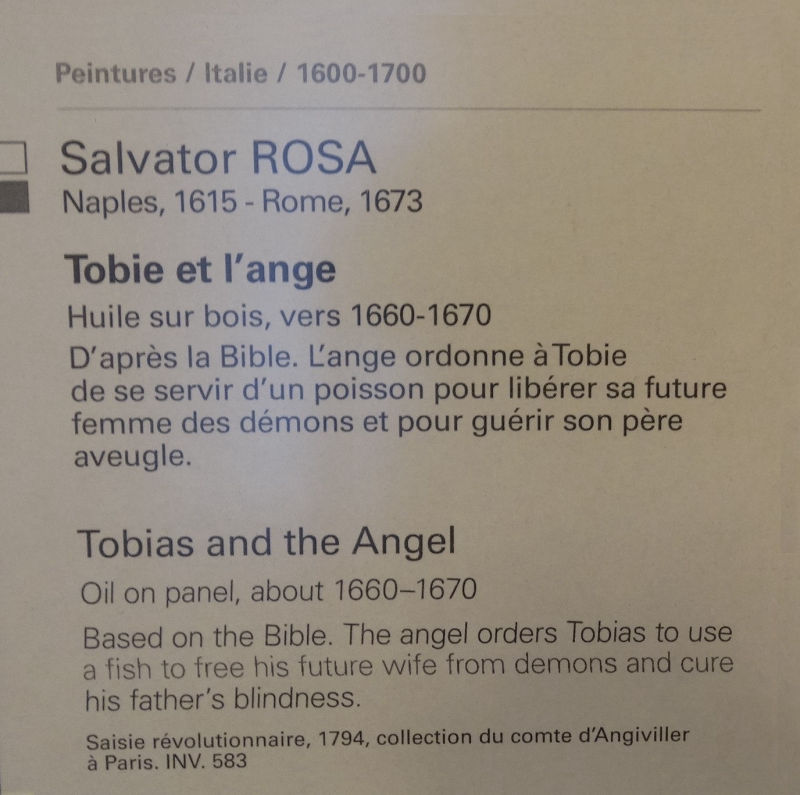 Peintures / Italie / 1600-1700
Salvator ROSA
Naples, 1615 - Rome, 1673
Tobie et l'ange
Huile sur bois, vers 1660-1670
D'après la Bible. L'ange ordonne à Tobie
de se servir d'un poisson pour libérer sa future
femme des démons et pour guérir son père
aveugle.
Tobias and the Angel
Oil on panel, about 1660–1670
Based on the Bible. The angel orders Tobias to use
a fish to free his future wife from demons and cure
his father's blindness.
Saisie révolutionnaire, 1794, collection du comte d'Angiviller
à Paris. INV. 583